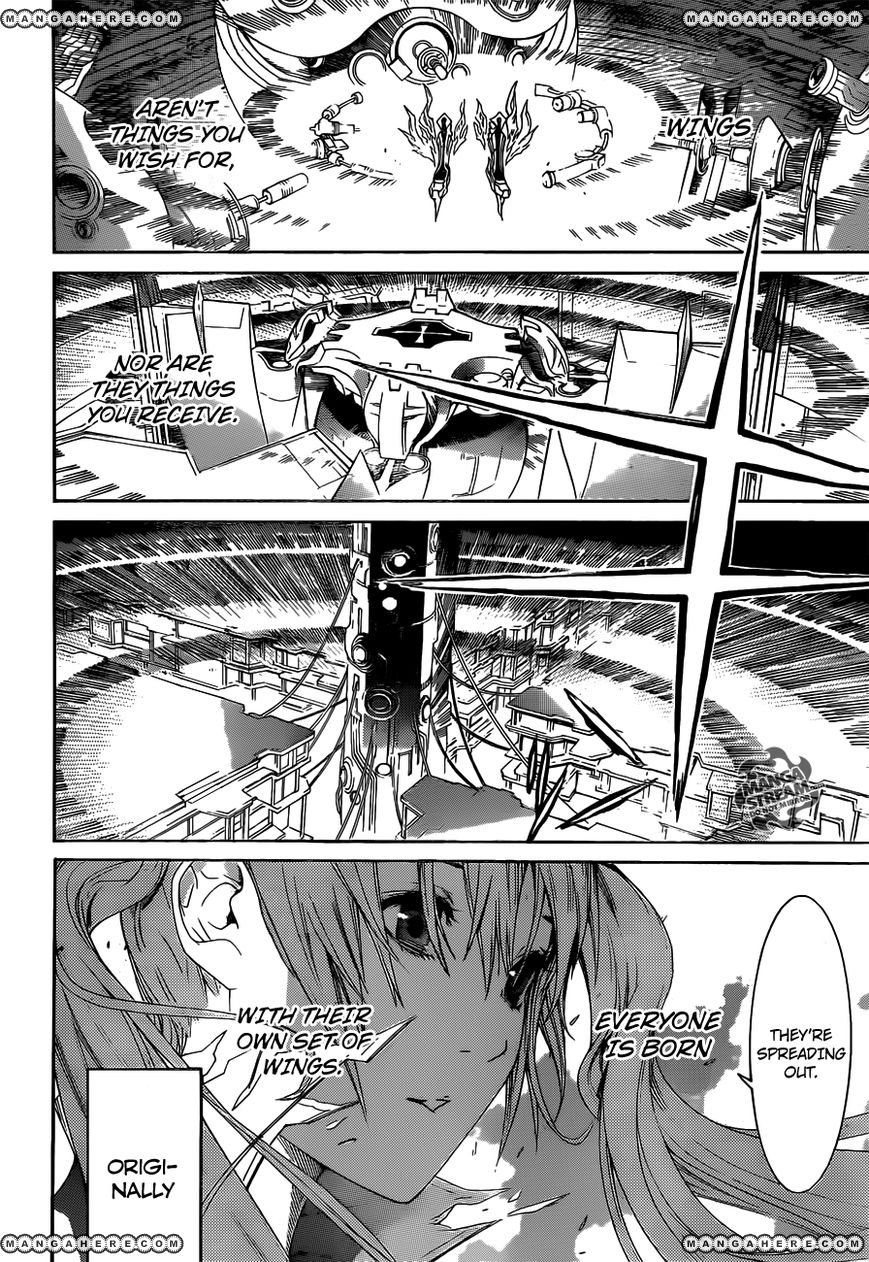 MANGAHERE.COM
MANGAHERE.COM
WINGS
AREN'T
THINGS YOU
WISH FOR,
NOR ARE
THEY THINGS
YOU RECEIVE.
MANGA
STREAM
THEY'RE
SPREADING
OUT.
EVERYONE
IS BORN
WITH THEIR
OWN SET OF
WINGS.
ORIGI-
NALLY
MANGAHERE.COM
MANGAHERE.COM